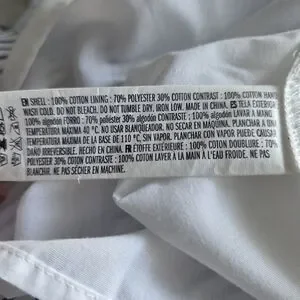 EN SHELL : 100% COTTON LINING : 70% POLYESTER 30% COTTON CONTRAST : 100% COTTON HAND
WASH COLD. DO NOT BLEACH. DO NOT TUMBLE DRY, IRON LOW. MADE IN CHINA. ES TELA EXTERIOR
100% algodón FORRO : 70% poliéster 30% algodón CONTRASTE : 100% algodón LAVAR A MANO
TEMPERATURA MÁXIMA 40 °C. NO USAR BLANQUEADOR. NO SECAR EN MÁQUINA. PLANCHAR A UNA
TEMPERATURA MÁXIMA DE LA BASE DE 110 °C, SIN VAPOR. PLANCHAR CON VAPOR PUEDE CAUSAR
DAÑO IRREVERSIBLE. HECHO EN CHINA. FR ÉTOFFE EXTÉRIEURE : 100% COTON DOUBLURE : 70%
POLYESTER 30% COTON CONTRASTE : 100% COTON LAVER À LA MAIN À L'EAU FROIDE. NE PAS
BLANCHIR. NE PAS SÉCHER EN MACHINE.